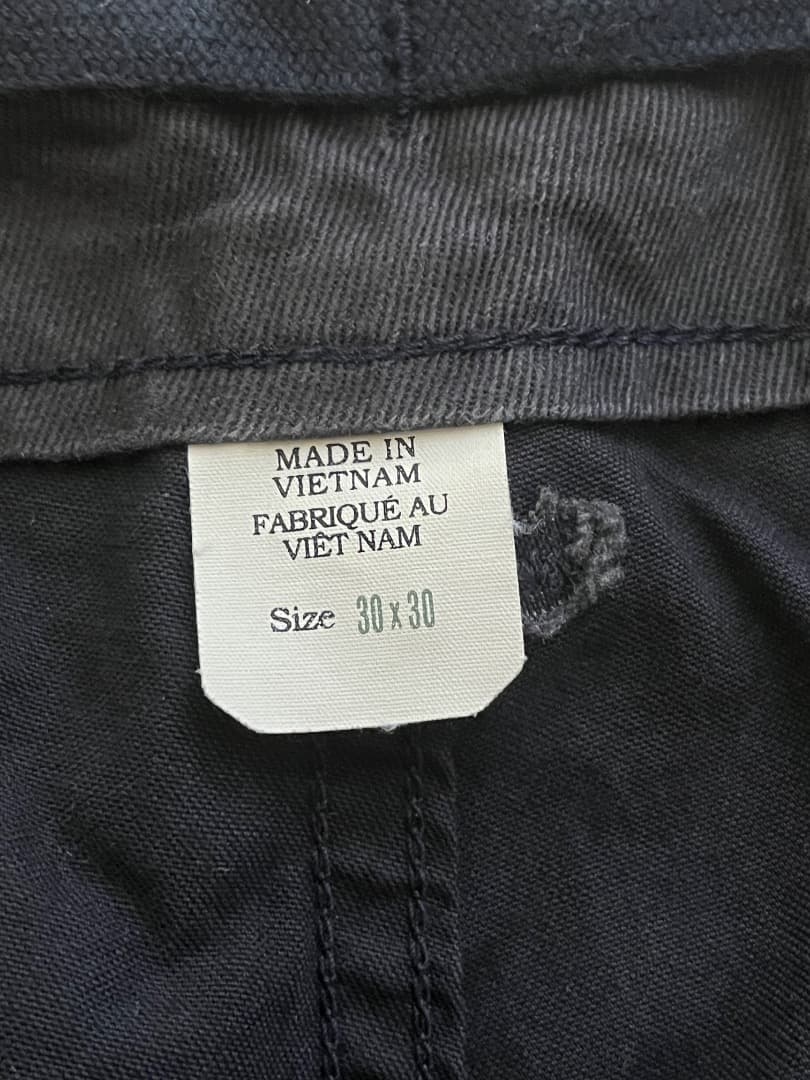 MADE IN
VIETNAM
FABRIQUÉ AU
VIÊT NAM
Size 30 x 30